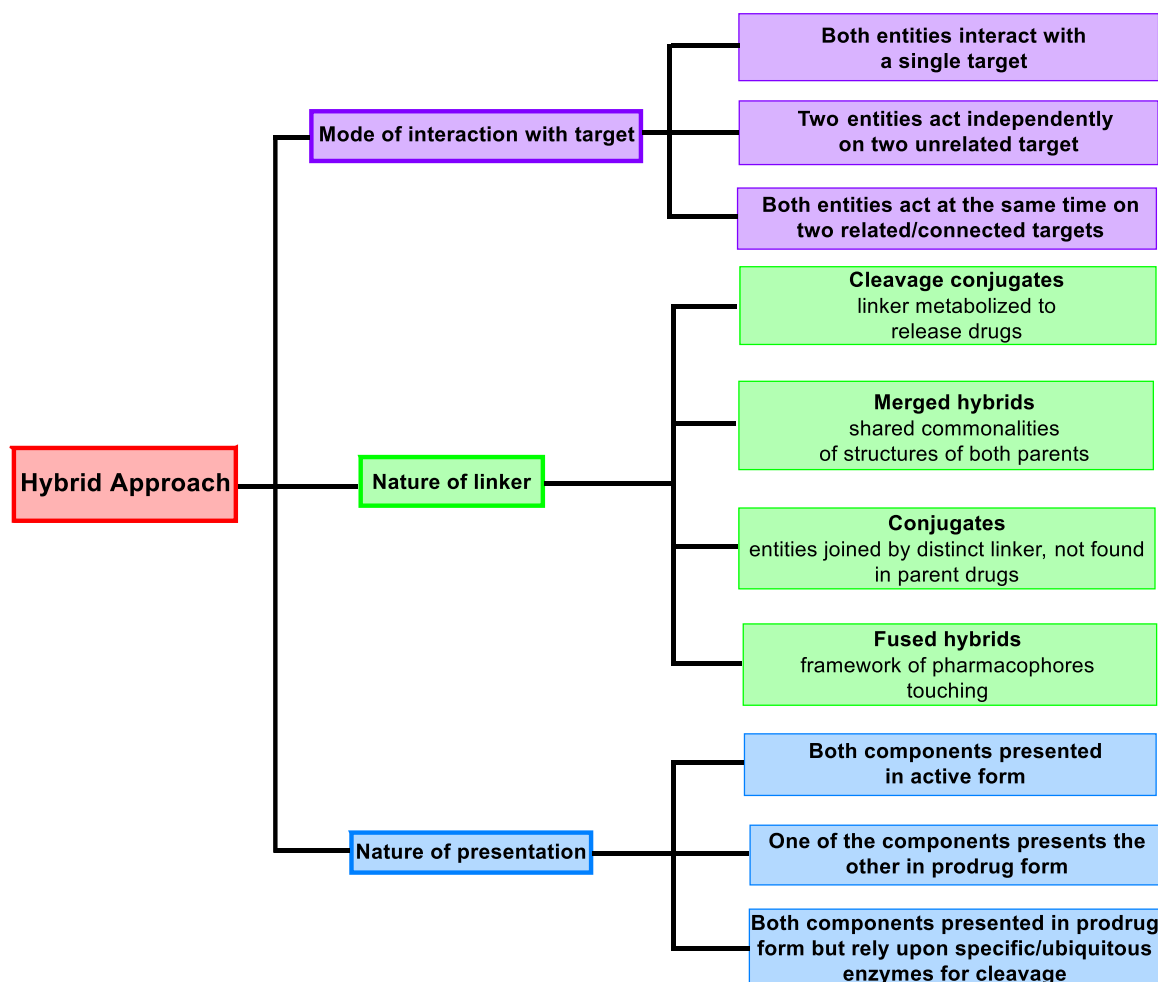 Both entities interact with
a single target
Mode of interaction with target
Two entities act independently
on two unrelated target
Both entities act at the same time on
two related/connected targets
Cleavage conjugates
linker metabolized to
release drugs
Merged hybrids
shared commonalities
of structures of both parents
Hybrid Approach
Nature of linker
Conjugates
entities joined by distinct linker, not found
in parent drugs
Fused hybrids
framework of pharmacophores
touching
Both components presented
in active form
Nature of presentation
One of the components presents the
other in prodrug form
Both components presented in prodrug
form but rely upon specific/ubiquitous
enzymes for cleavage